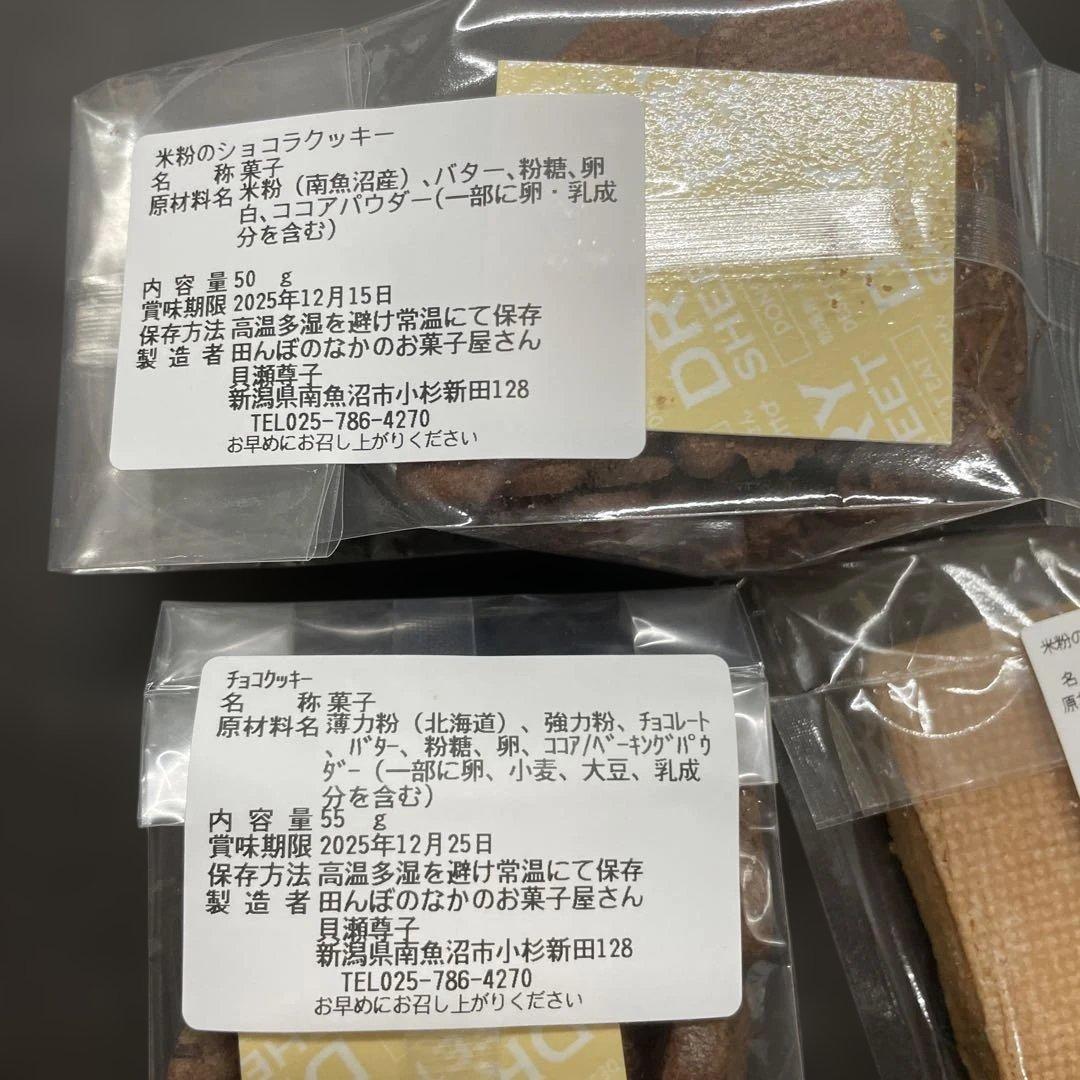 米粉のショコラクッキー
名 称 菓子
原材料名 米粉（南魚沼産）、バター、粉糖、卵
白、ココアパウダー(一部に卵・乳成
分を含む)
内容量 50 g
賞味期限 2025年12月15日
保存方法 高温多湿を避け常温にて保存
製造者 田んぼのなかのお菓子屋さん
貝瀬尊子
新潟県南魚沼市小杉新田128
TEL025-786-4270
お早めにお召し上がりください
DRY
SHEET
ﾁｮｺｸｯｷｰ
名 称 菓子
原材料名 薄力粉（北海道）、強力粉、ﾁｮｺﾚｰﾄ
、ﾊﾞﾀｰ、粉糖、卵、ｺｺｱ/ﾍﾞｰｷﾝｸﾞﾊﾟｳ
ﾀﾞｰ（一部に卵、小麦、大豆、乳成
分を含む）
内容量 55 g
賞味期限 2025年12月25日
保存方法 高温多湿を避け常温にて保存
製造者 田んぼのなかのお菓子屋さん
貝瀬尊子
新潟県南魚沼市小杉新田128
TEL025-786-4270
お早めにお召し上がりください
米粉の
名
原